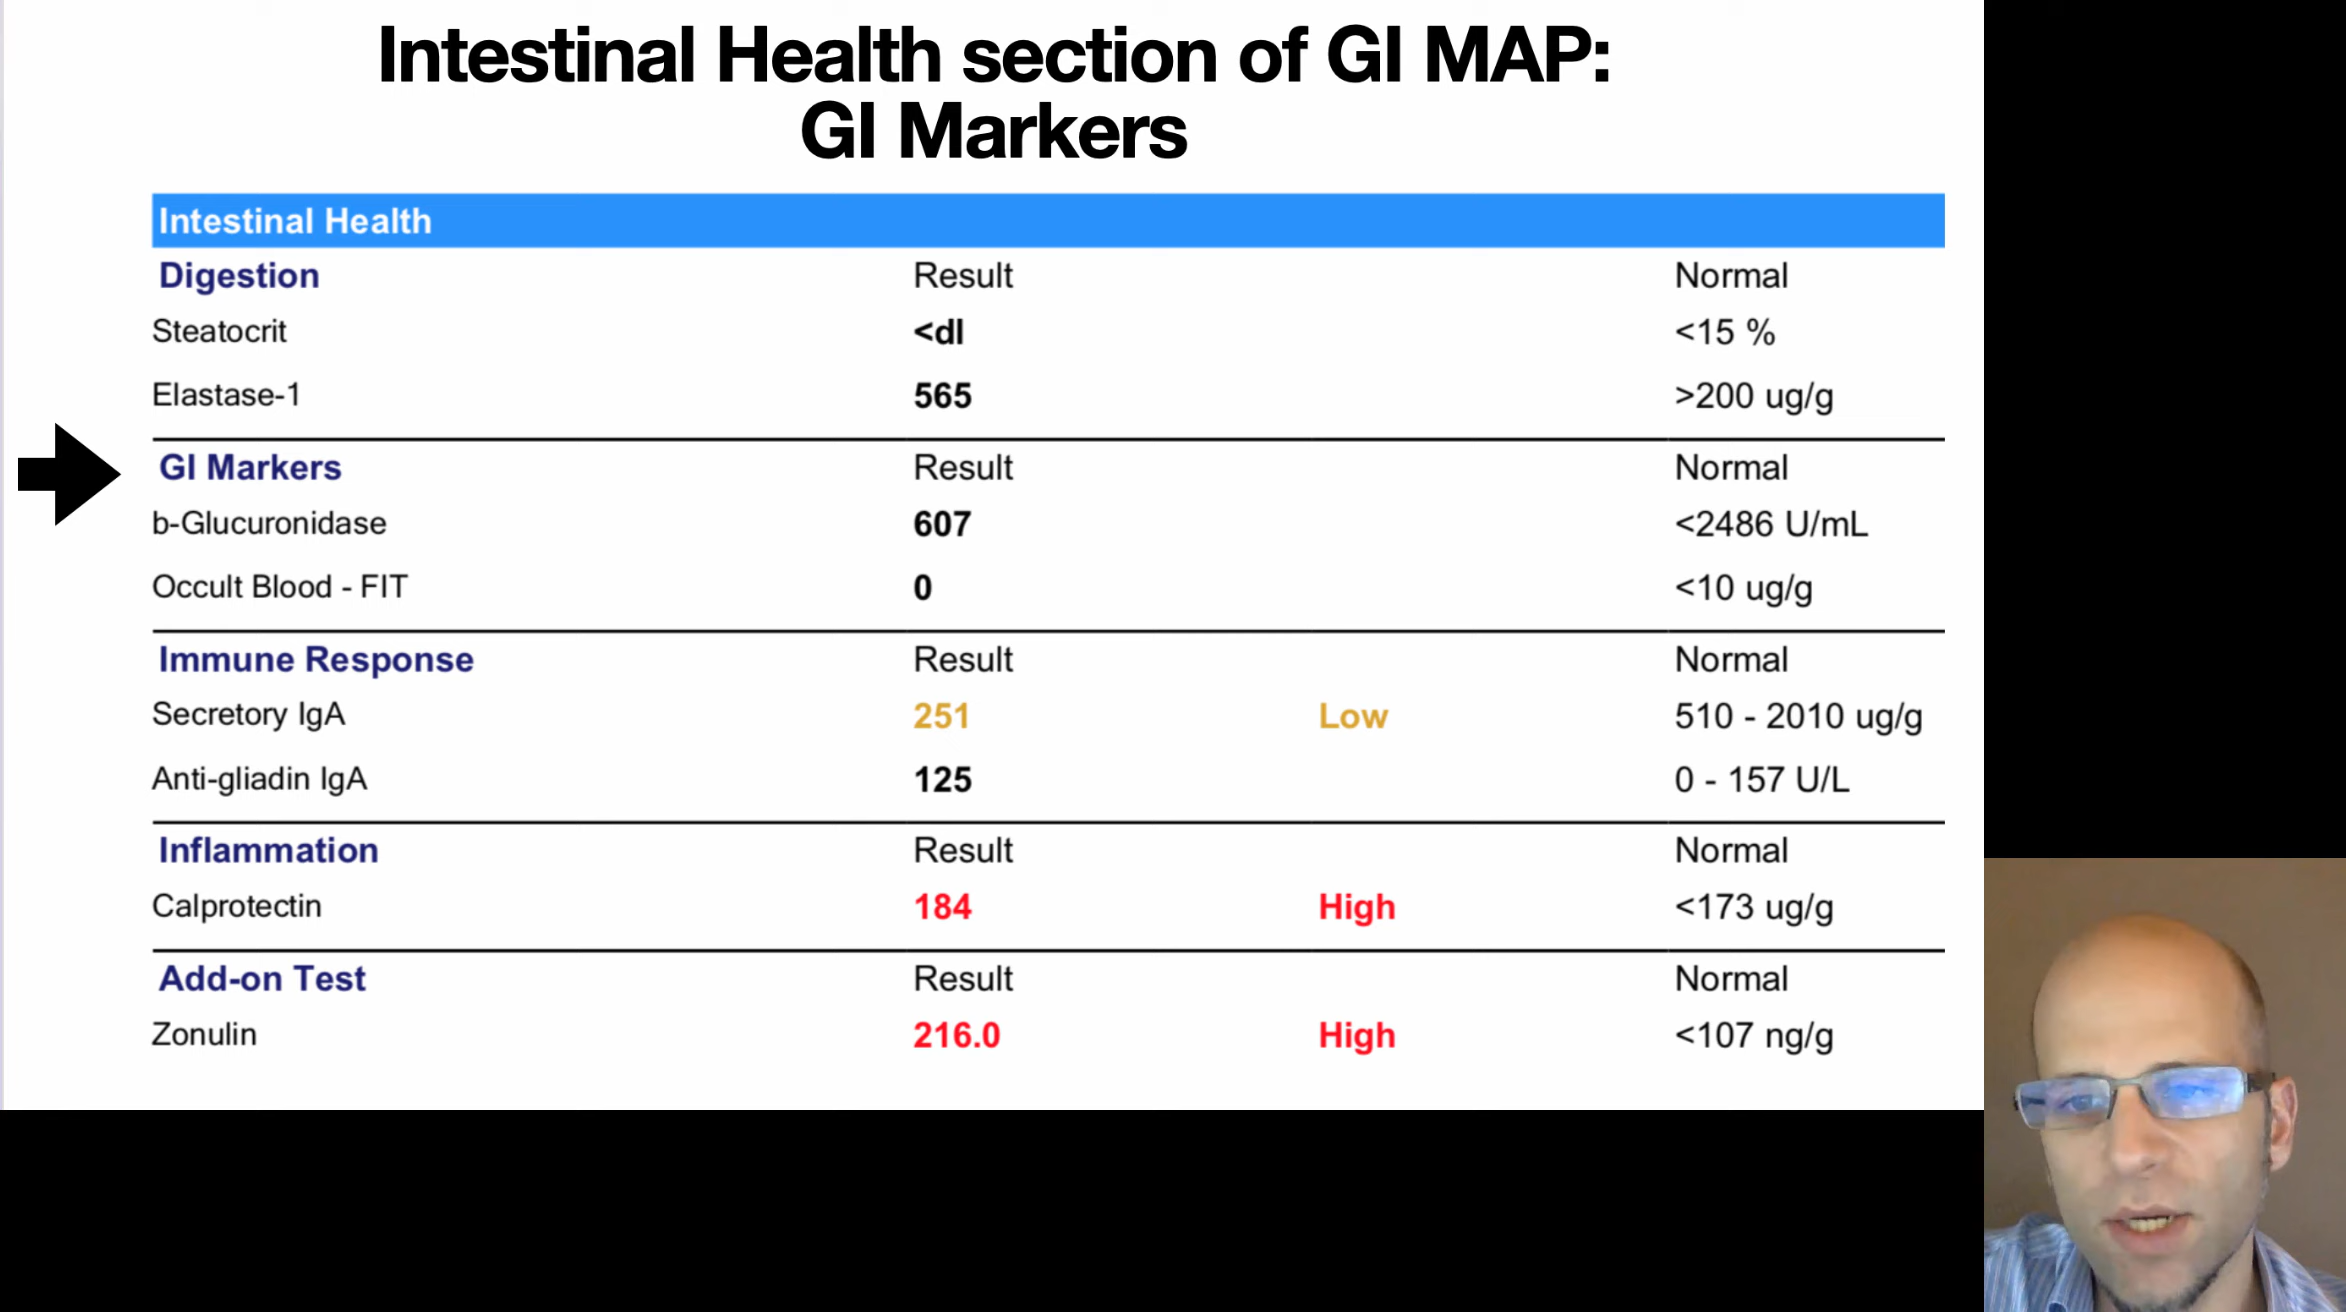 Intestinal Health section of GI MAP:
GI Markers
Intestinal Health
Digestion Result Normal
Steatocrit <dl <15 %
Elastase-1 565 >200 ug/g
GI Markers Result Normal
b-Glucuronidase 607 <2486 U/mL
Occult Blood - FIT 0 <10 ug/g
Immune Response Result Normal
Secretory IgA 251 Low 510 - 2010 ug/g
Anti-gliadin IgA 125 0 - 157 U/L
Inflammation Result Normal
Calprotectin 184 High <173 ug/g
Add-on Test Result Normal
Zonulin 216.0 High <107 ng/g